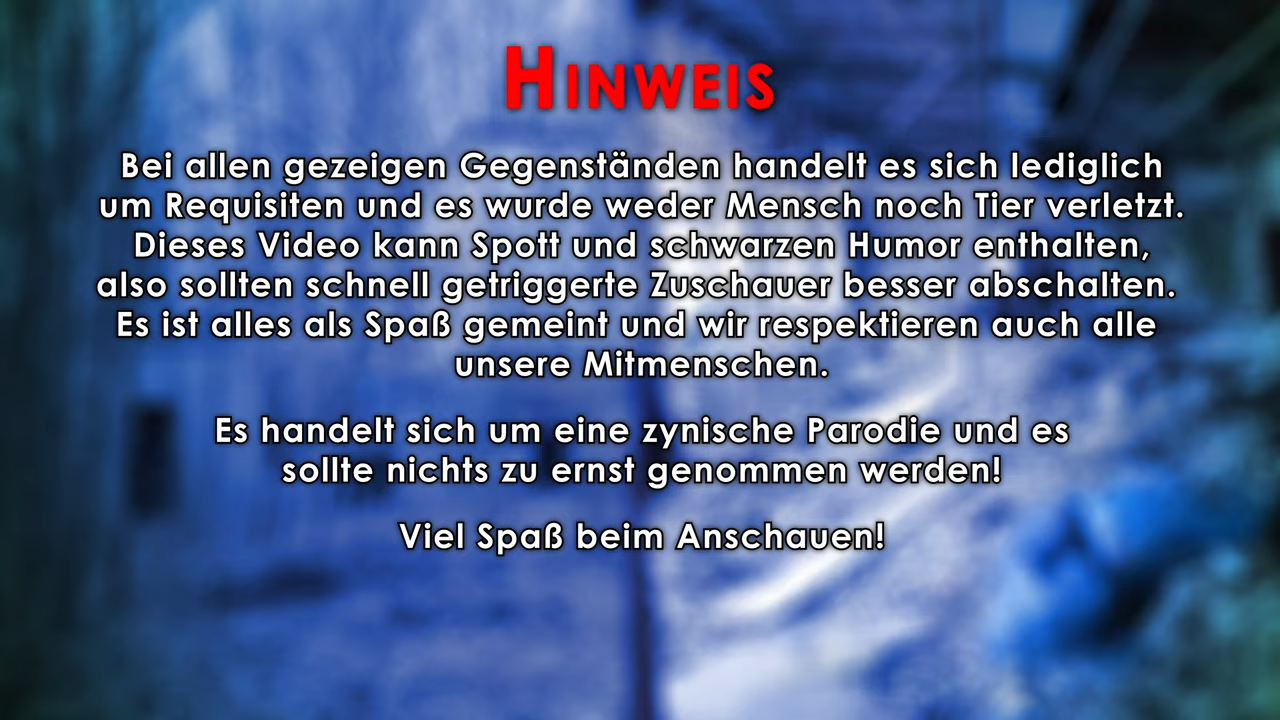 HINWEIS
Bei allen gezeigen Gegenständen handelt es sich lediglich
um Requisiten und es wurde weder Mensch noch Tier verletzt.
Dieses Video kann Spott und schwarzen Humor enthalten,
also sollten schnell getriggerte Zuschauer besser abschalten.
Es ist alles als Spaß gemeint und wir respektieren auch alle
unsere Mitmenschen.
Es handelt sich um eine zynische Parodie und es
sollte nichts zu ernst genommen werden!
Viel Spaß beim Anschauen!